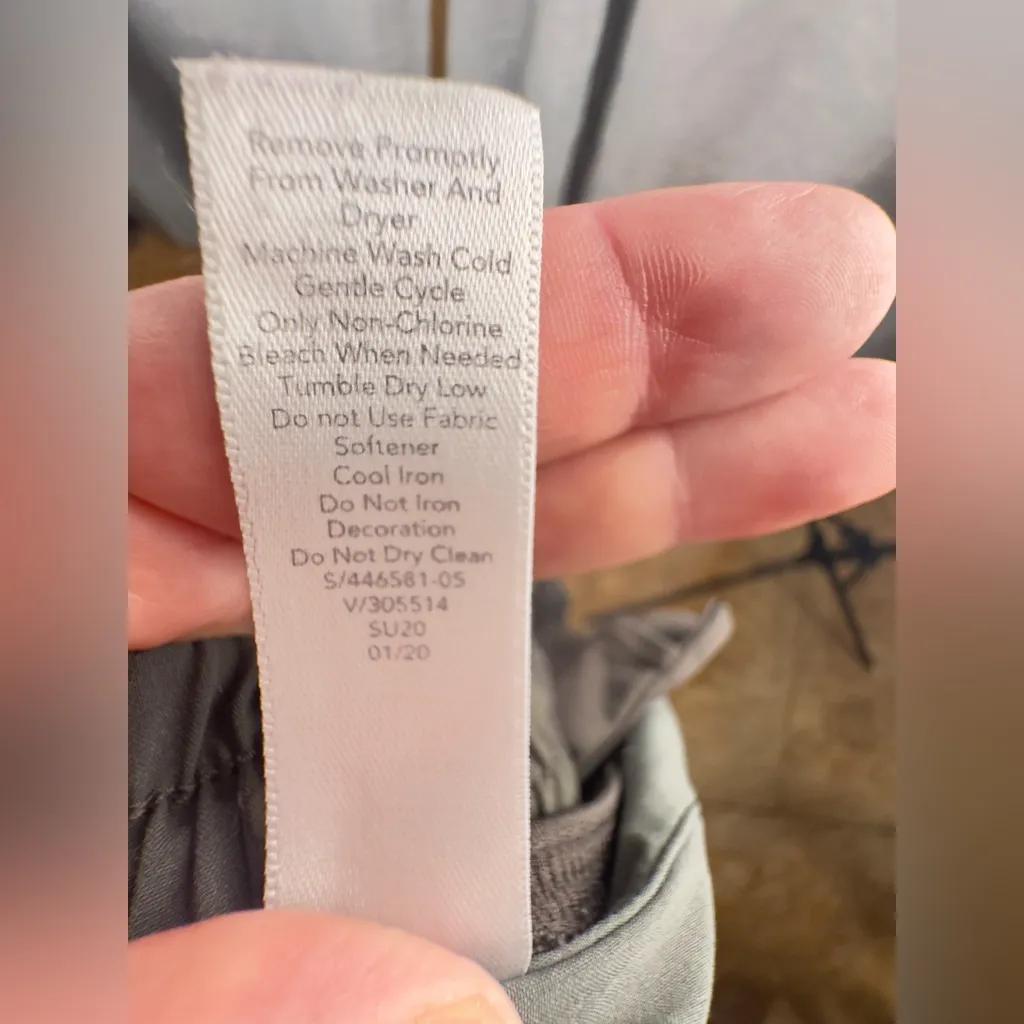 Remove Promptly
From Washer And
Dryer
Machine Wash Cold
Gentle Cycle
Only Non-Chlorine
Bleach When Needed
Tumble Dry Low
Do not Use Fabric
Softener
Cool Iron
Do Not Iron
Decoration
Do Not Dry Clean
S/446581-05
V/305514
SU20
01/20